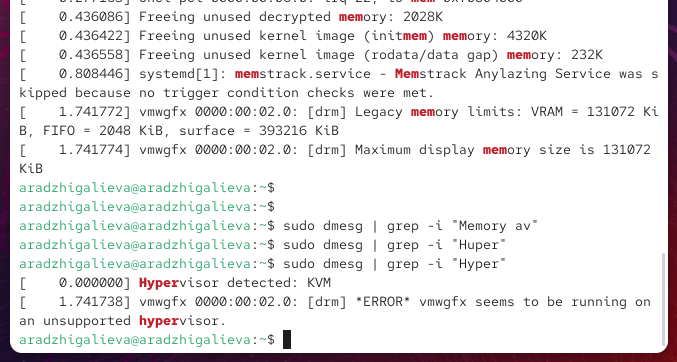 [    0.436086] Freeing unused decrypted memory: 2028K
[    0.436422] Freeing unused kernel image (initmem) memory: 4320K
[    0.436558] Freeing unused kernel image (rodata/data gap) memory: 232K
[    0.808446] systemd[1]: memstrack.service - Memstrack Anylazing Service was s
kipped because no trigger condition checks were met.
[    1.741772] vmwgfx 0000:00:02.0: [drm] Legacy memory limits: VRAM = 131072 Ki
B, FIFO = 2048 KiB, surface = 393216 KiB
[    1.741774] vmwgfx 0000:00:02.0: [drm] Maximum display memory size is 131072
KiB
aradzhigalieva@aradzhigalieva:~$
aradzhigalieva@aradzhigalieva:~$
aradzhigalieva@aradzhigalieva:~$ sudo dmesg | grep -i "Memory av"
aradzhigalieva@aradzhigalieva:~$ sudo dmesg | grep -i "Huper"
aradzhigalieva@aradzhigalieva:~$ sudo dmesg | grep -i "Hyper"
[    0.000000] Hypervisor detected: KVM
[    1.741738] vmwgfx 0000:00:02.0: [drm] *ERROR* vmwgfx seems to be running on
an unsupported hypervisor.
aradzhigalieva@aradzhigalieva:~$